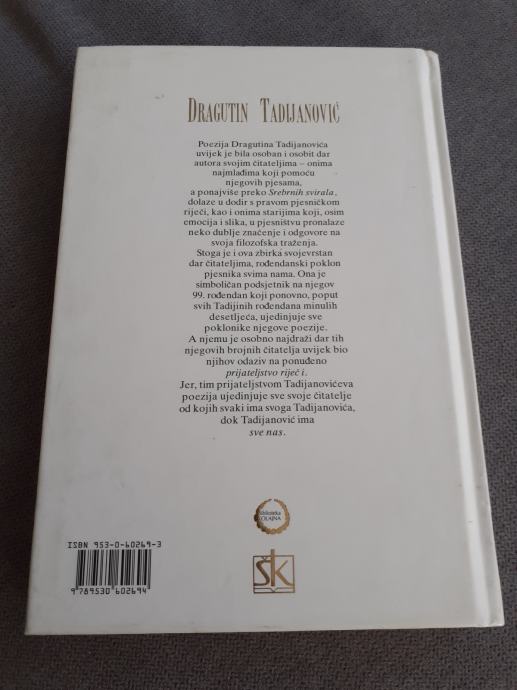 DRAGUTIN TADIJANOVIĆ
Poezija Dragutina Tadijanovića
uvijek je bila osoban i osobit dar
autora svojim čitateljima – onima
najmlađima koji pomoću
njegovih pjesama,
a ponajviše preko Srebrnih svirala,
dolaze u dodir s pravom pjesničkom
riječi, kao i onima starijima koji, osim
emocija i slika, u pjesništvu pronalaze
neko dublje značenje i odgovore na
svoja filozofska traženja.
Stoga je i ova zbirka svojevrstan
dar čitateljima, rođendanski poklon
pjesnika svima nama. Ona je
simboličan podsjetnik na njegov
99. rođendan koji ponovno, poput
svih Tadijinih rođendana minulih
desetljeća, ujedinjuje sve
poklonike njegove poezije.
A njemu je osobno najdraži dar tih
njegovih brojnih čitatelja uvijek bio
njihov odaziv na ponuđeno
prijateljstvo riječi.
Jer, tim prijateljstvom Tadijanovićeva
poezija ujedinjuje sve svoje čitatelje
od kojih svaki ima svoga Tadijanovića,
dok Tadijanović ima
sve nas.
Biblioteka
OLAJNA
ISBN 953-0-60269-3
9 789530 602694
ŠK